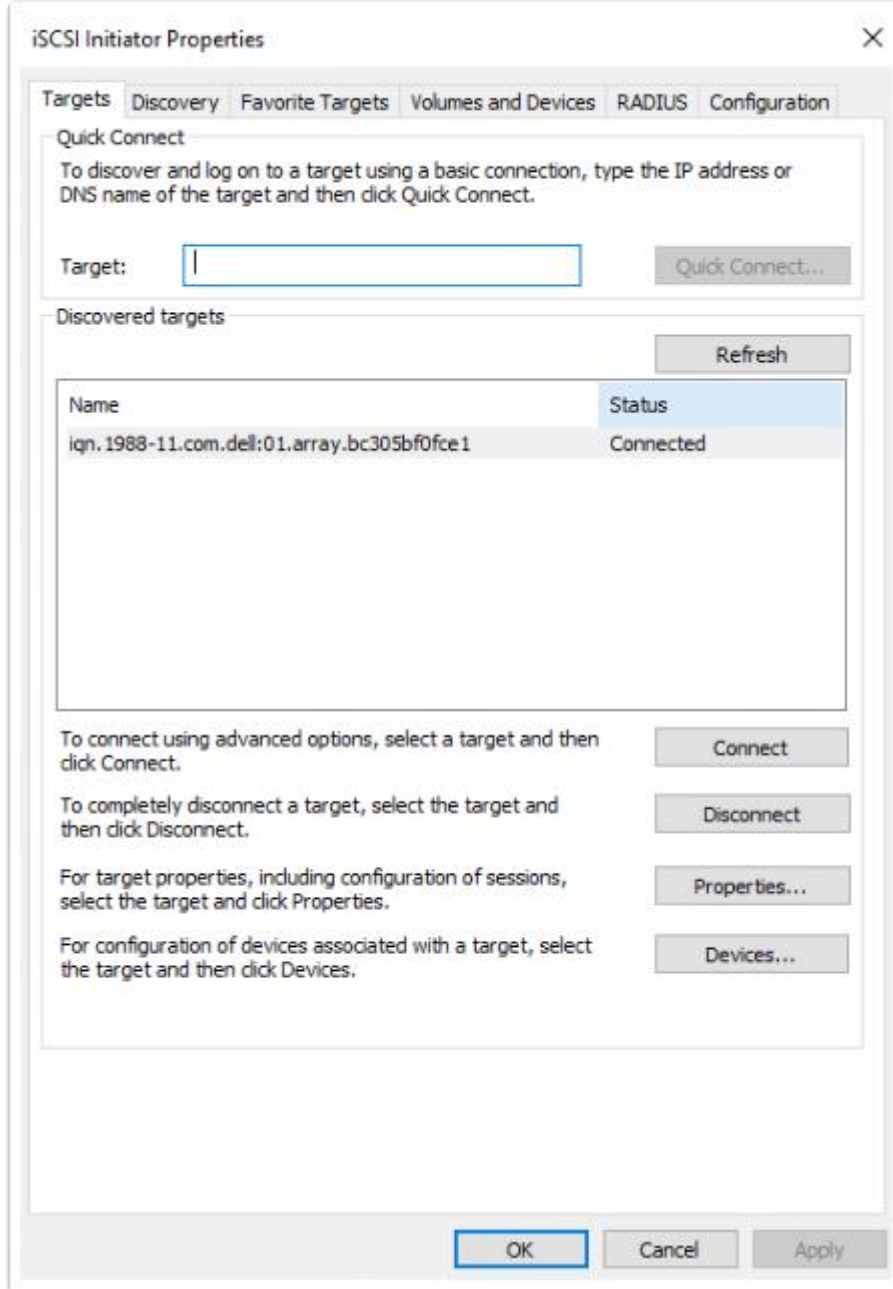 iSCSI Initiator Properties
Targets Discovery Favorite Targets Volumes and Devices RADIUS Configuration
Quick Connect
To discover and log on to a target using a basic connection, type the IP address or
DNS name of the target and then click Quick Connect.
Target:
Quick Connect...
Discovered targets
Refresh
Name Status
iqn.1988-11.com.dell:01.array.bc305bf0fce1 Connected
To connect using advanced options, select a target and then
click Connect.
Connect
To completely disconnect a target, select the target and
then click Disconnect.
Disconnect
For target properties, including configuration of sessions,
select the target and click Properties.
Properties...
For configuration of devices associated with a target, select
the target and then click Devices.
Devices...
OK Cancel Apply